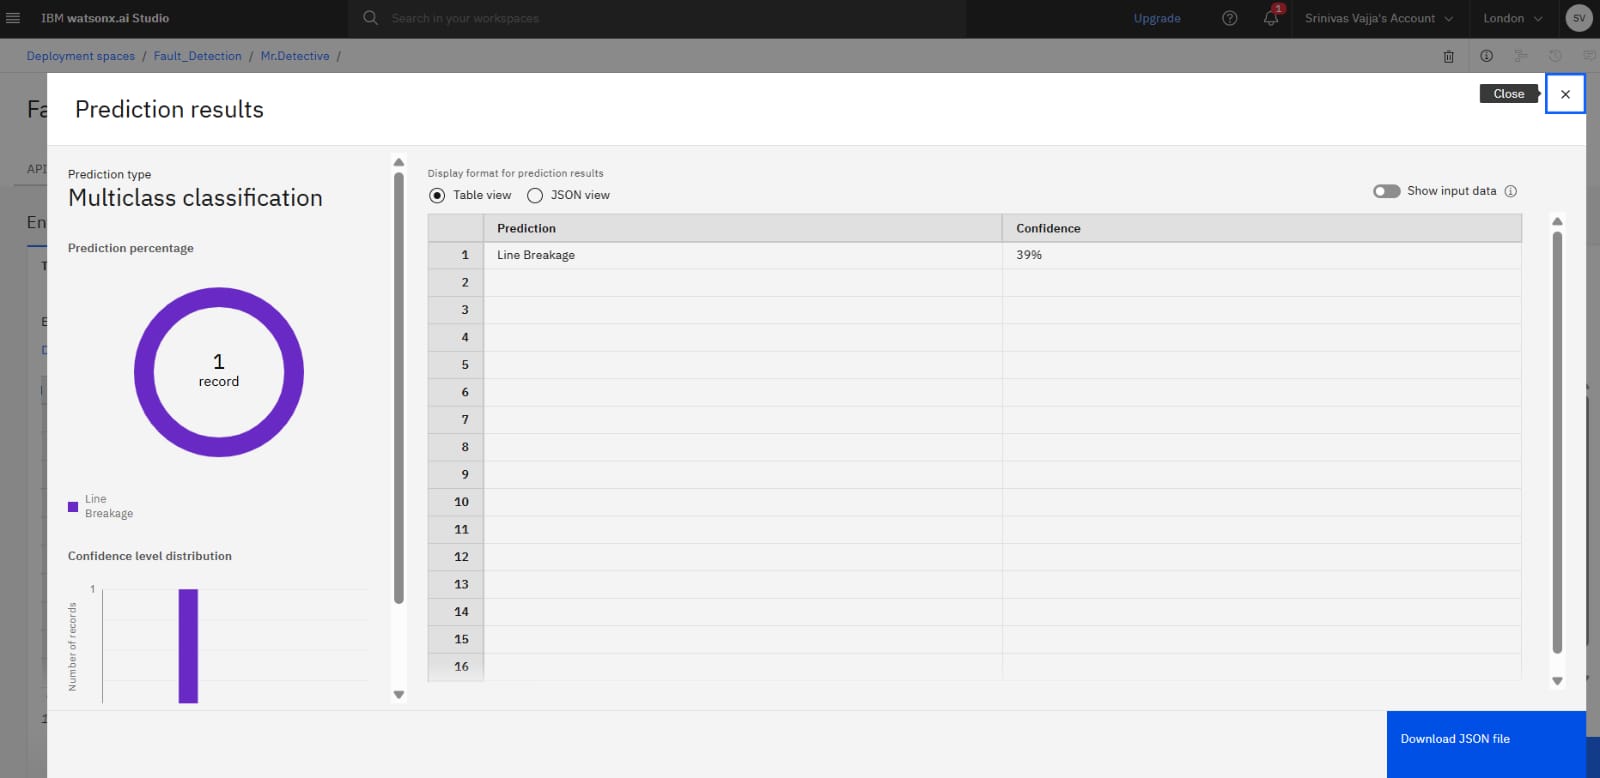 IBM watsonx.ai Studio
Search in your workspaces
Upgrade
1
Srinivas Vajja's Account
London
SV
Deployment spaces / Fault_Detection / Mr.Detective /
Fa
Prediction results
Close
API
En
Prediction type
Multiclass classification
Prediction percentage
1
record
Line
Breakage
Confidence level distribution
1
Number of records
Display format for prediction results
Table view
JSON view
Show input data
Prediction
Confidence
1
Line Breakage
39%
2
3
4
5
6
7
8
9
10
11
12
13
14
15
16
Download JSON file